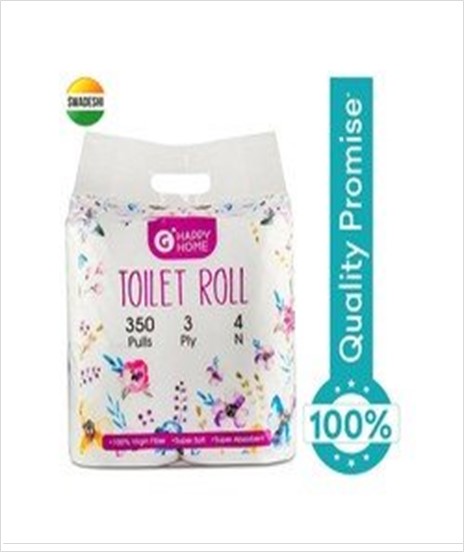 SWADESHI
G
HAPPY
HOME
TOILET ROLL
350 3 4
Pulls Ply N
•100% Virgin Fiber •Super Soft •Super Absorbent
Quality Promise*
100%